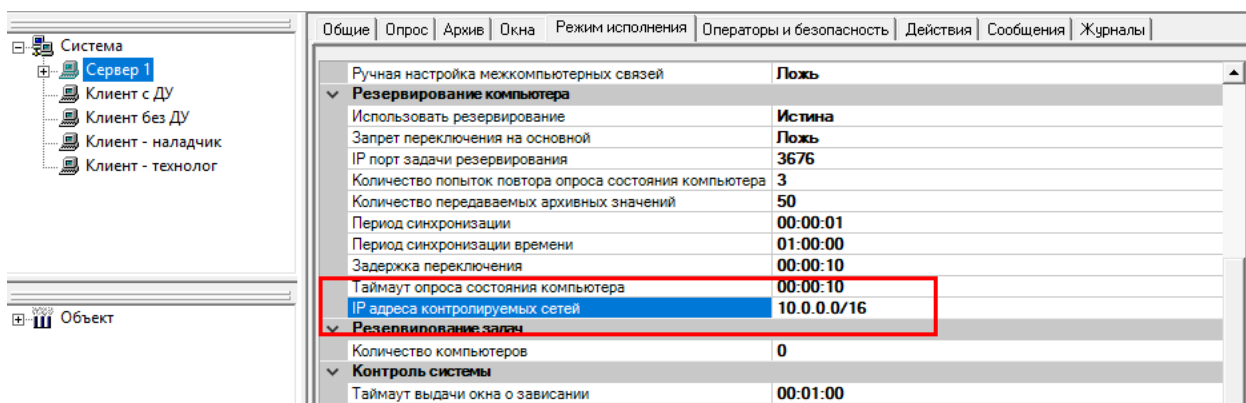 Общие Опрос Архив Окна Режим исполнения Операторы и безопасность Действия Сообщения Журналы
Система
Сервер 1
Клиент с ДУ
Клиент без ДУ
Клиент - наладчик
Клиент - технолог
Объект
Ручная настройка межкомпьютерных связей Ложь
Резервирование компьютера
Использовать резервирование Истина
Запрет переключения на основной Ложь
IP порт задачи резервирования 3676
Количество попыток повтора опроса состояния компьютера 3
Количество передаваемых архивных значений 50
Период синхронизации 00:00:01
Период синхронизации времени 01:00:00
Задержка переключения 00:00:10
Таймаут опроса состояния компьютера 00:00:10
IP адреса контролируемых сетей 10.0.0.0/16
Резервирование задач
Количество компьютеров 0
Контроль системы
Таймаут выдачи окна о зависании 00:01:00